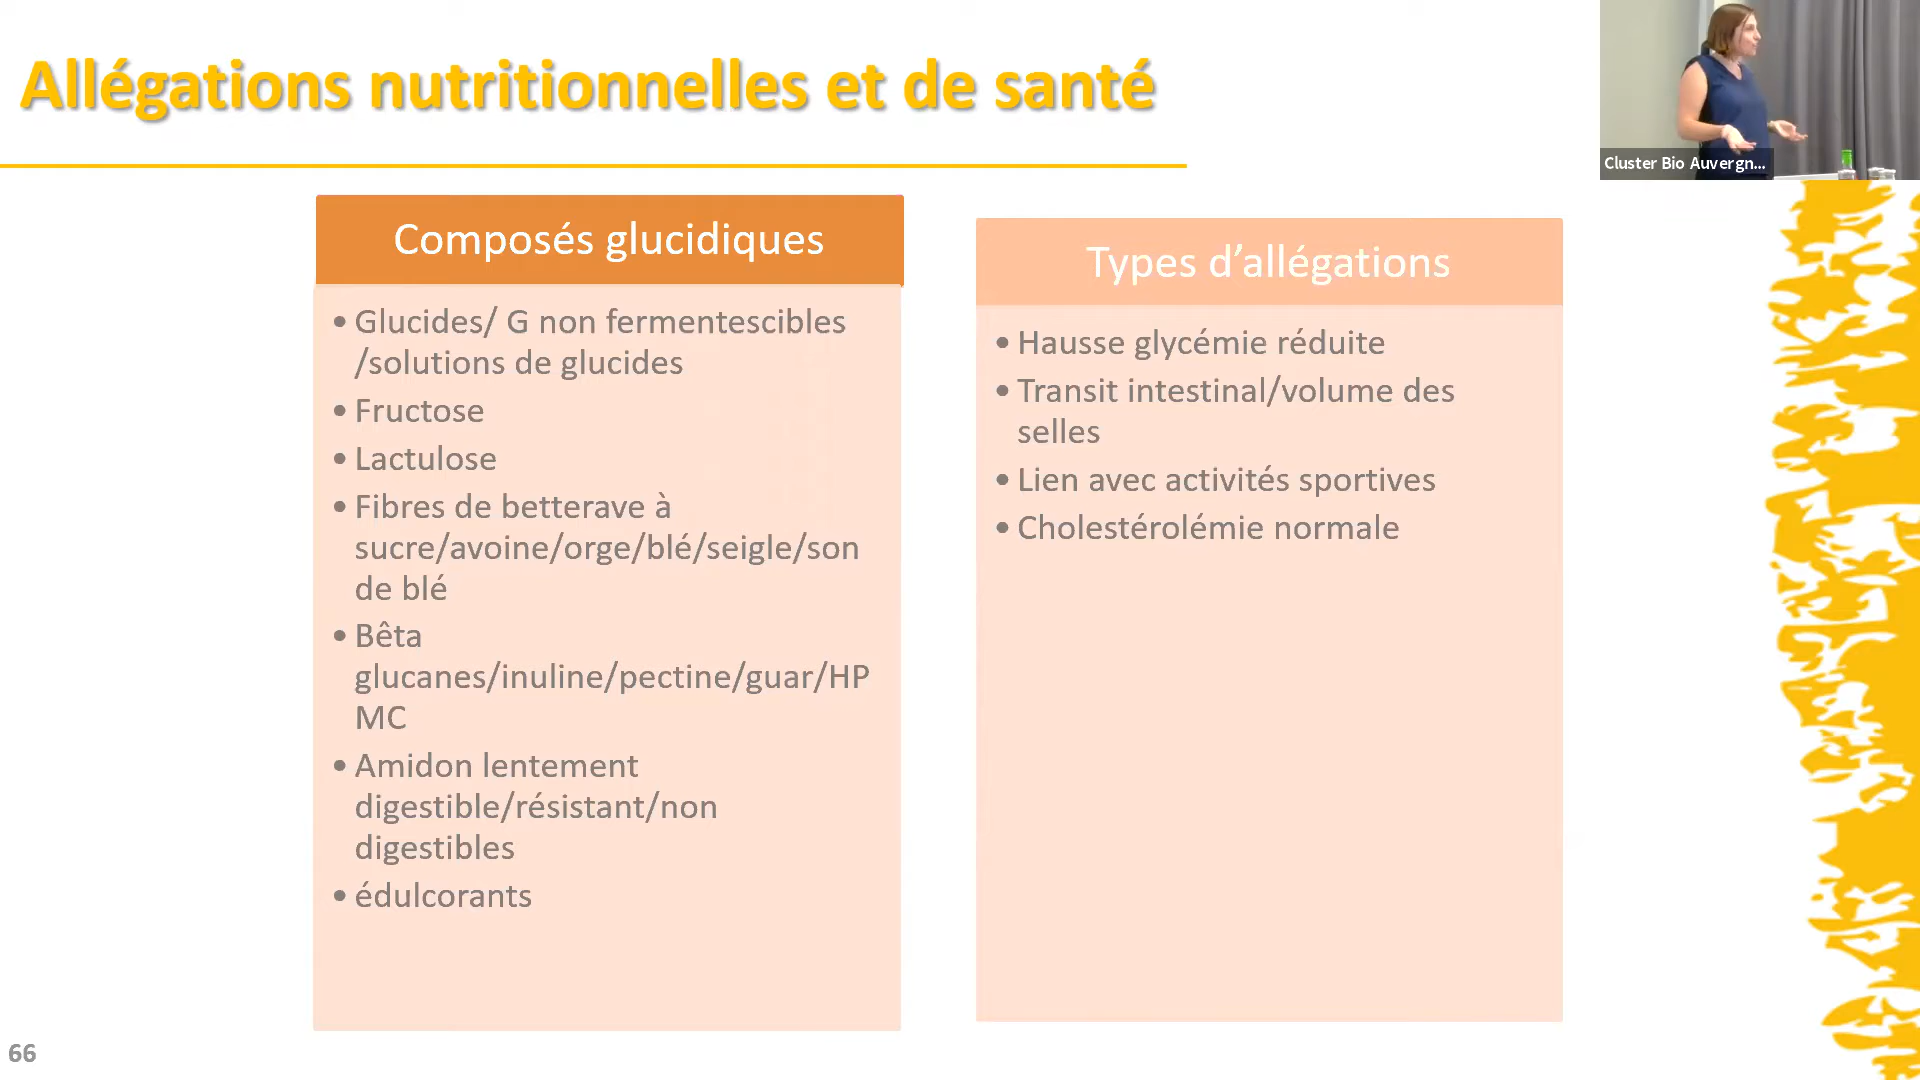 Allégations nutritionnelles et de santé
Cluster Bio Auvergn...
Composés glucidiques
• Glucides/ G non fermentescibles
/solutions de glucides
• Fructose
• Lactulose
• Fibres de betterave à
sucre/avoine/orge/blé/seigle/son
de blé
• Bêta
glucanes/inuline/pectine/guar/HP
MC
• Amidon lentement
digestible/résistant/non
digestibles
• édulcorants
Types d’allégations
• Hausse glycémie réduite
• Transit intestinal/volume des
selles
• Lien avec activités sportives
• Cholestérolémie normale
66